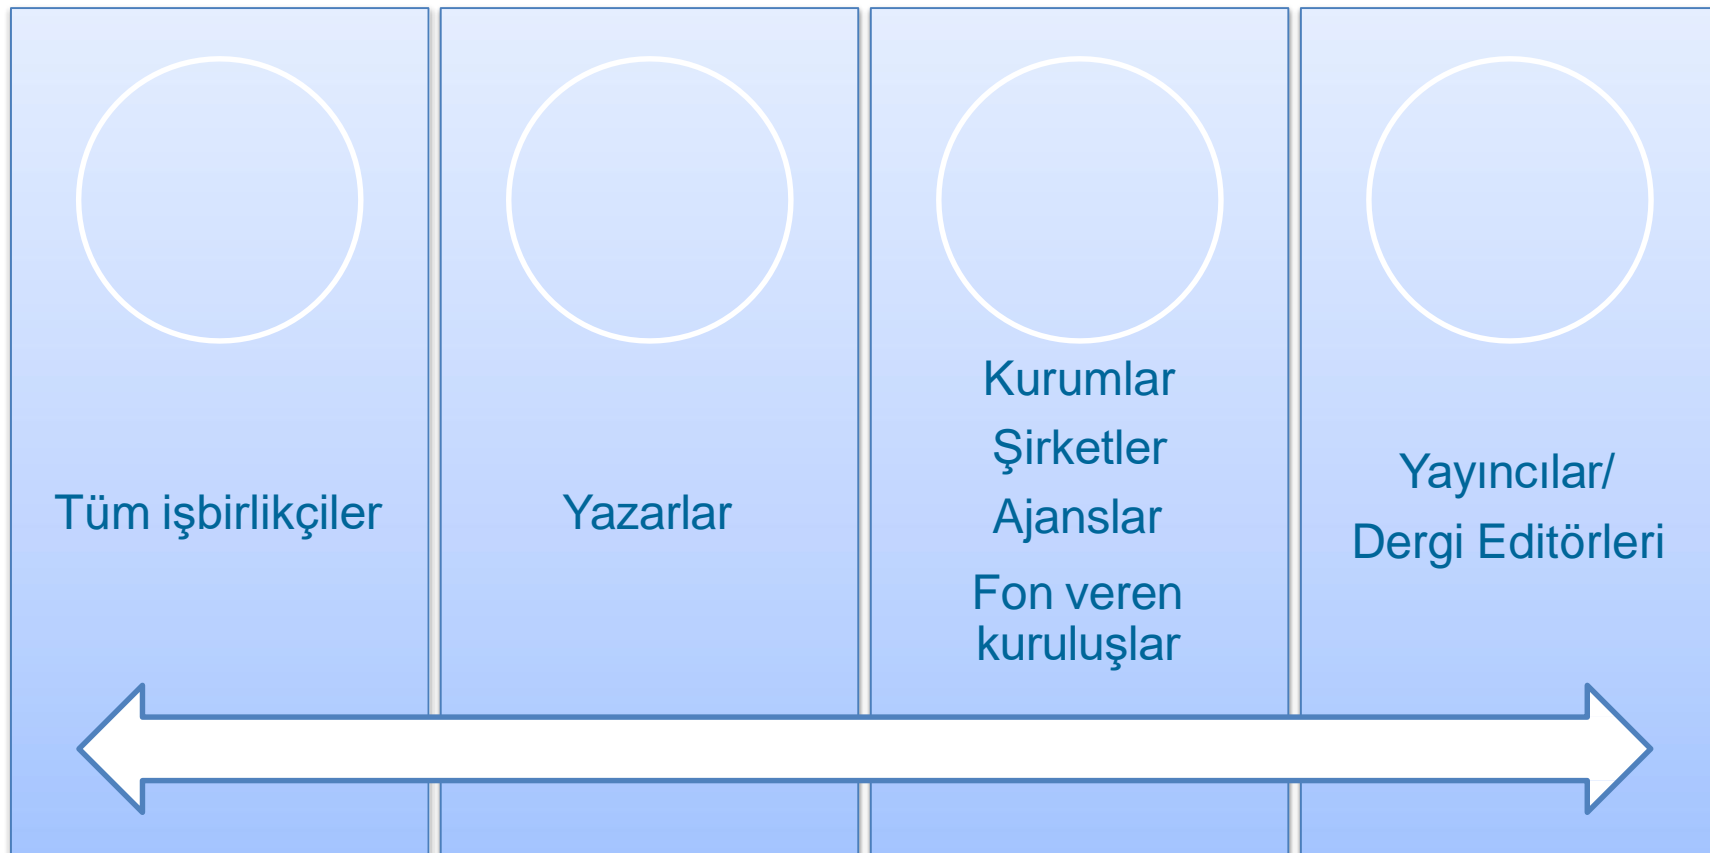 Tüm işbirlikçiler
Yazarlar
Kurumlar
Şirketler
Ajanslar
Fon veren
kuruluşlar
Yayıncılar/
Dergi Editörleri